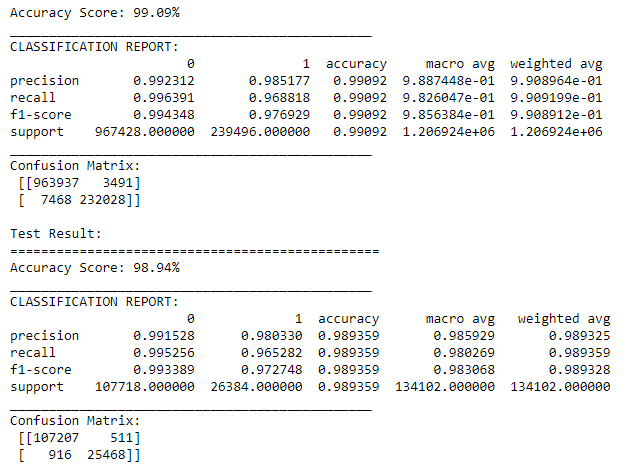 Accuracy Score: 99.09%
_______________________________________________
CLASSIFICATION REPORT:
                       0              1  accuracy     macro avg  weighted avg
precision       0.992312       0.985177   0.99092  9.887448e-01  9.908964e-01
recall          0.996391       0.968818   0.99092  9.826047e-01  9.909199e-01
f1-score        0.994348       0.976929   0.99092  9.856384e-01  9.908912e-01
support    967428.000000  239496.000000   0.99092  1.206924e+06  1.206924e+06
_______________________________________________
Confusion Matrix:
 [[963937   3491]
 [  7468 232028]]
Test Result:
================================================
Accuracy Score: 98.94%
_______________________________________________
CLASSIFICATION REPORT:
                       0             1  accuracy      macro avg   weighted avg
precision       0.991528      0.980330  0.989359       0.985929       0.989325
recall          0.995256      0.965282  0.989359       0.980269       0.989359
f1-score        0.993389      0.972748  0.989359       0.983068       0.989328
support    107718.000000  26384.000000  0.989359  134102.000000  134102.000000
_______________________________________________
Confusion Matrix:
 [[107207    511]
 [   916  25468]]